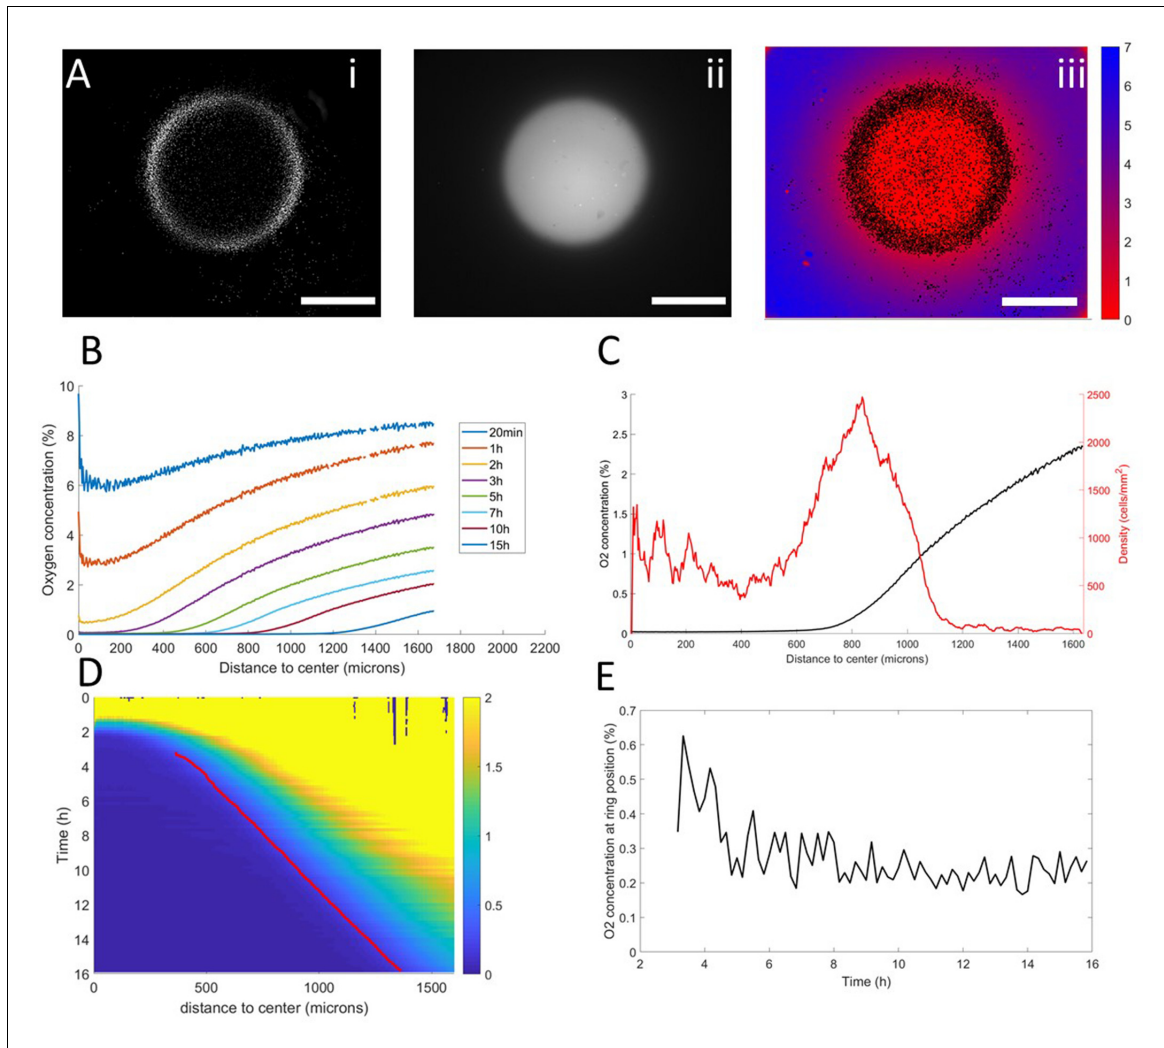 A
i
ii
iii
7
6
5
4
3
2
1
0
B
Oxygen concentration (%)
10
8
6
4
2
0
0 200 400 600 800 1000 1200 1400 1600 1800 2000 2200
Distance to center (microns)
20min
1h
2h
3h
5h
7h
10h
15h
C
O2 concentration (%)
3
2.5
2
1.5
1
0.5
0
0 200 400 600 800 1000 1200 1400 1600
Distance to center (microns)
2500
2000
1500
1000
500
0
Density (cells/mm²)
D
Time (h)
0
2
4
6
8
10
12
14
16
0 500 1000 1500
distance to center (microns)
2
1.5
1
0.5
0
E
O2 concentration at ring position (%)
0.7
0.6
0.5
0.4
0.3
0.2
0.1
0
2 4 6 8 10 12 14 16
Time (h)